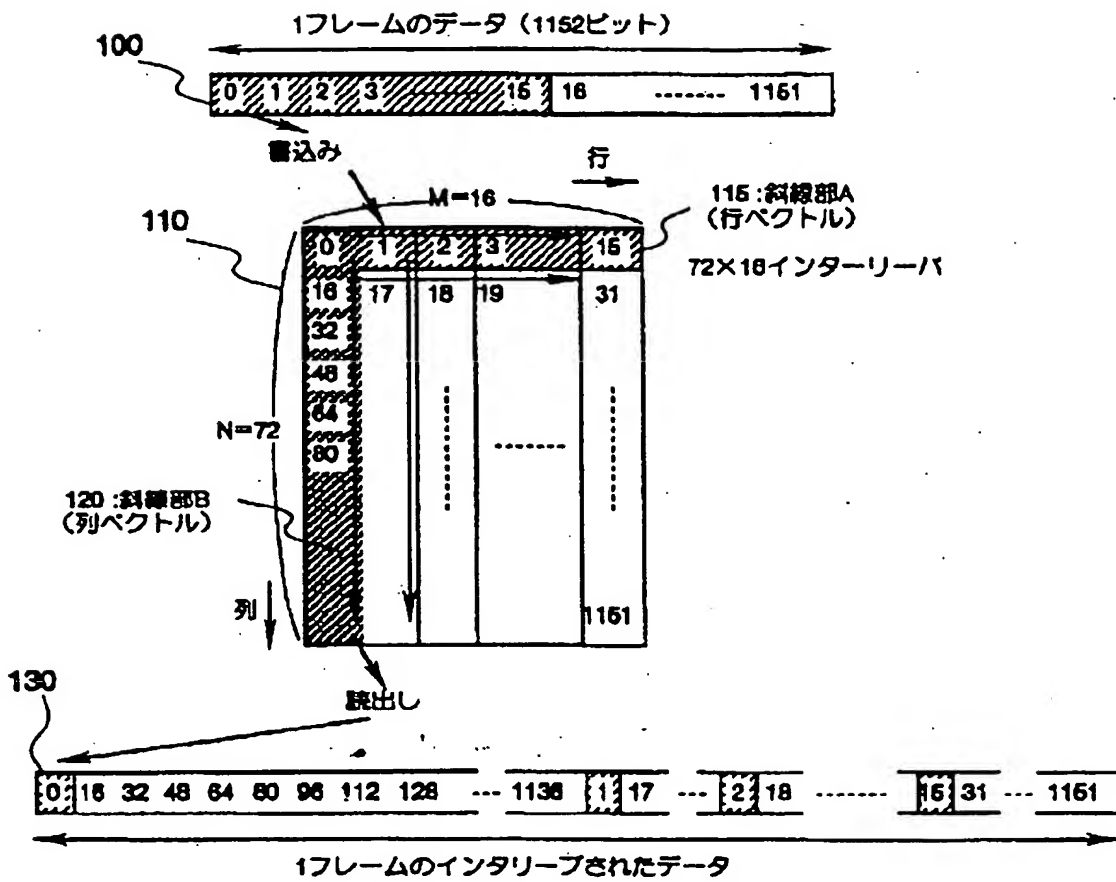 1フレームのデータ（1152ビット）
100
0 1 2 3 ------- 15 16 ------- 1151
書込み
行
M=16
115:斜線部A
（行ベクトル）
110
0 1 2 3 15
72×16インターリーバ
16 17 18 19 31
32
48
64
N=72
80
120:斜線部B
（列ベクトル）
列
1151
130
読出し
0 16 32 48 64 80 96 112 128 --- 1136 1 17 --- 2 18 ------- 15 31 --- 1151
1フレームのインタリーブされたデータ